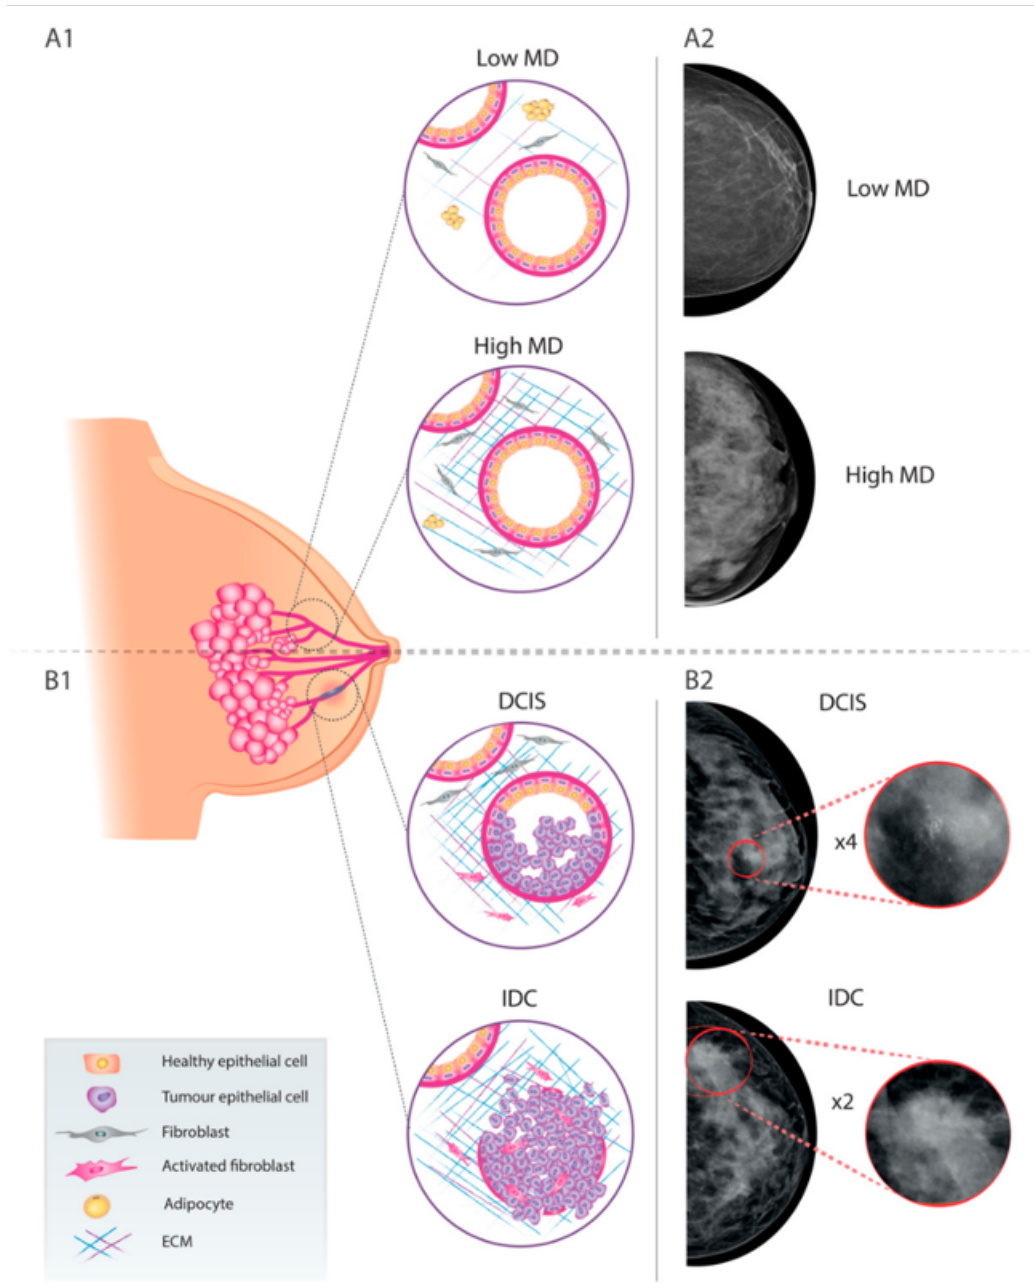 A1
Low MD
A2
Low MD
High MD
High MD
B1
DCIS
B2
DCIS
x4
IDC
IDC
x2
Healthy epithelial cell
Tumour epithelial cell
Fibroblast
Activated fibroblast
Adipocyte
ECM